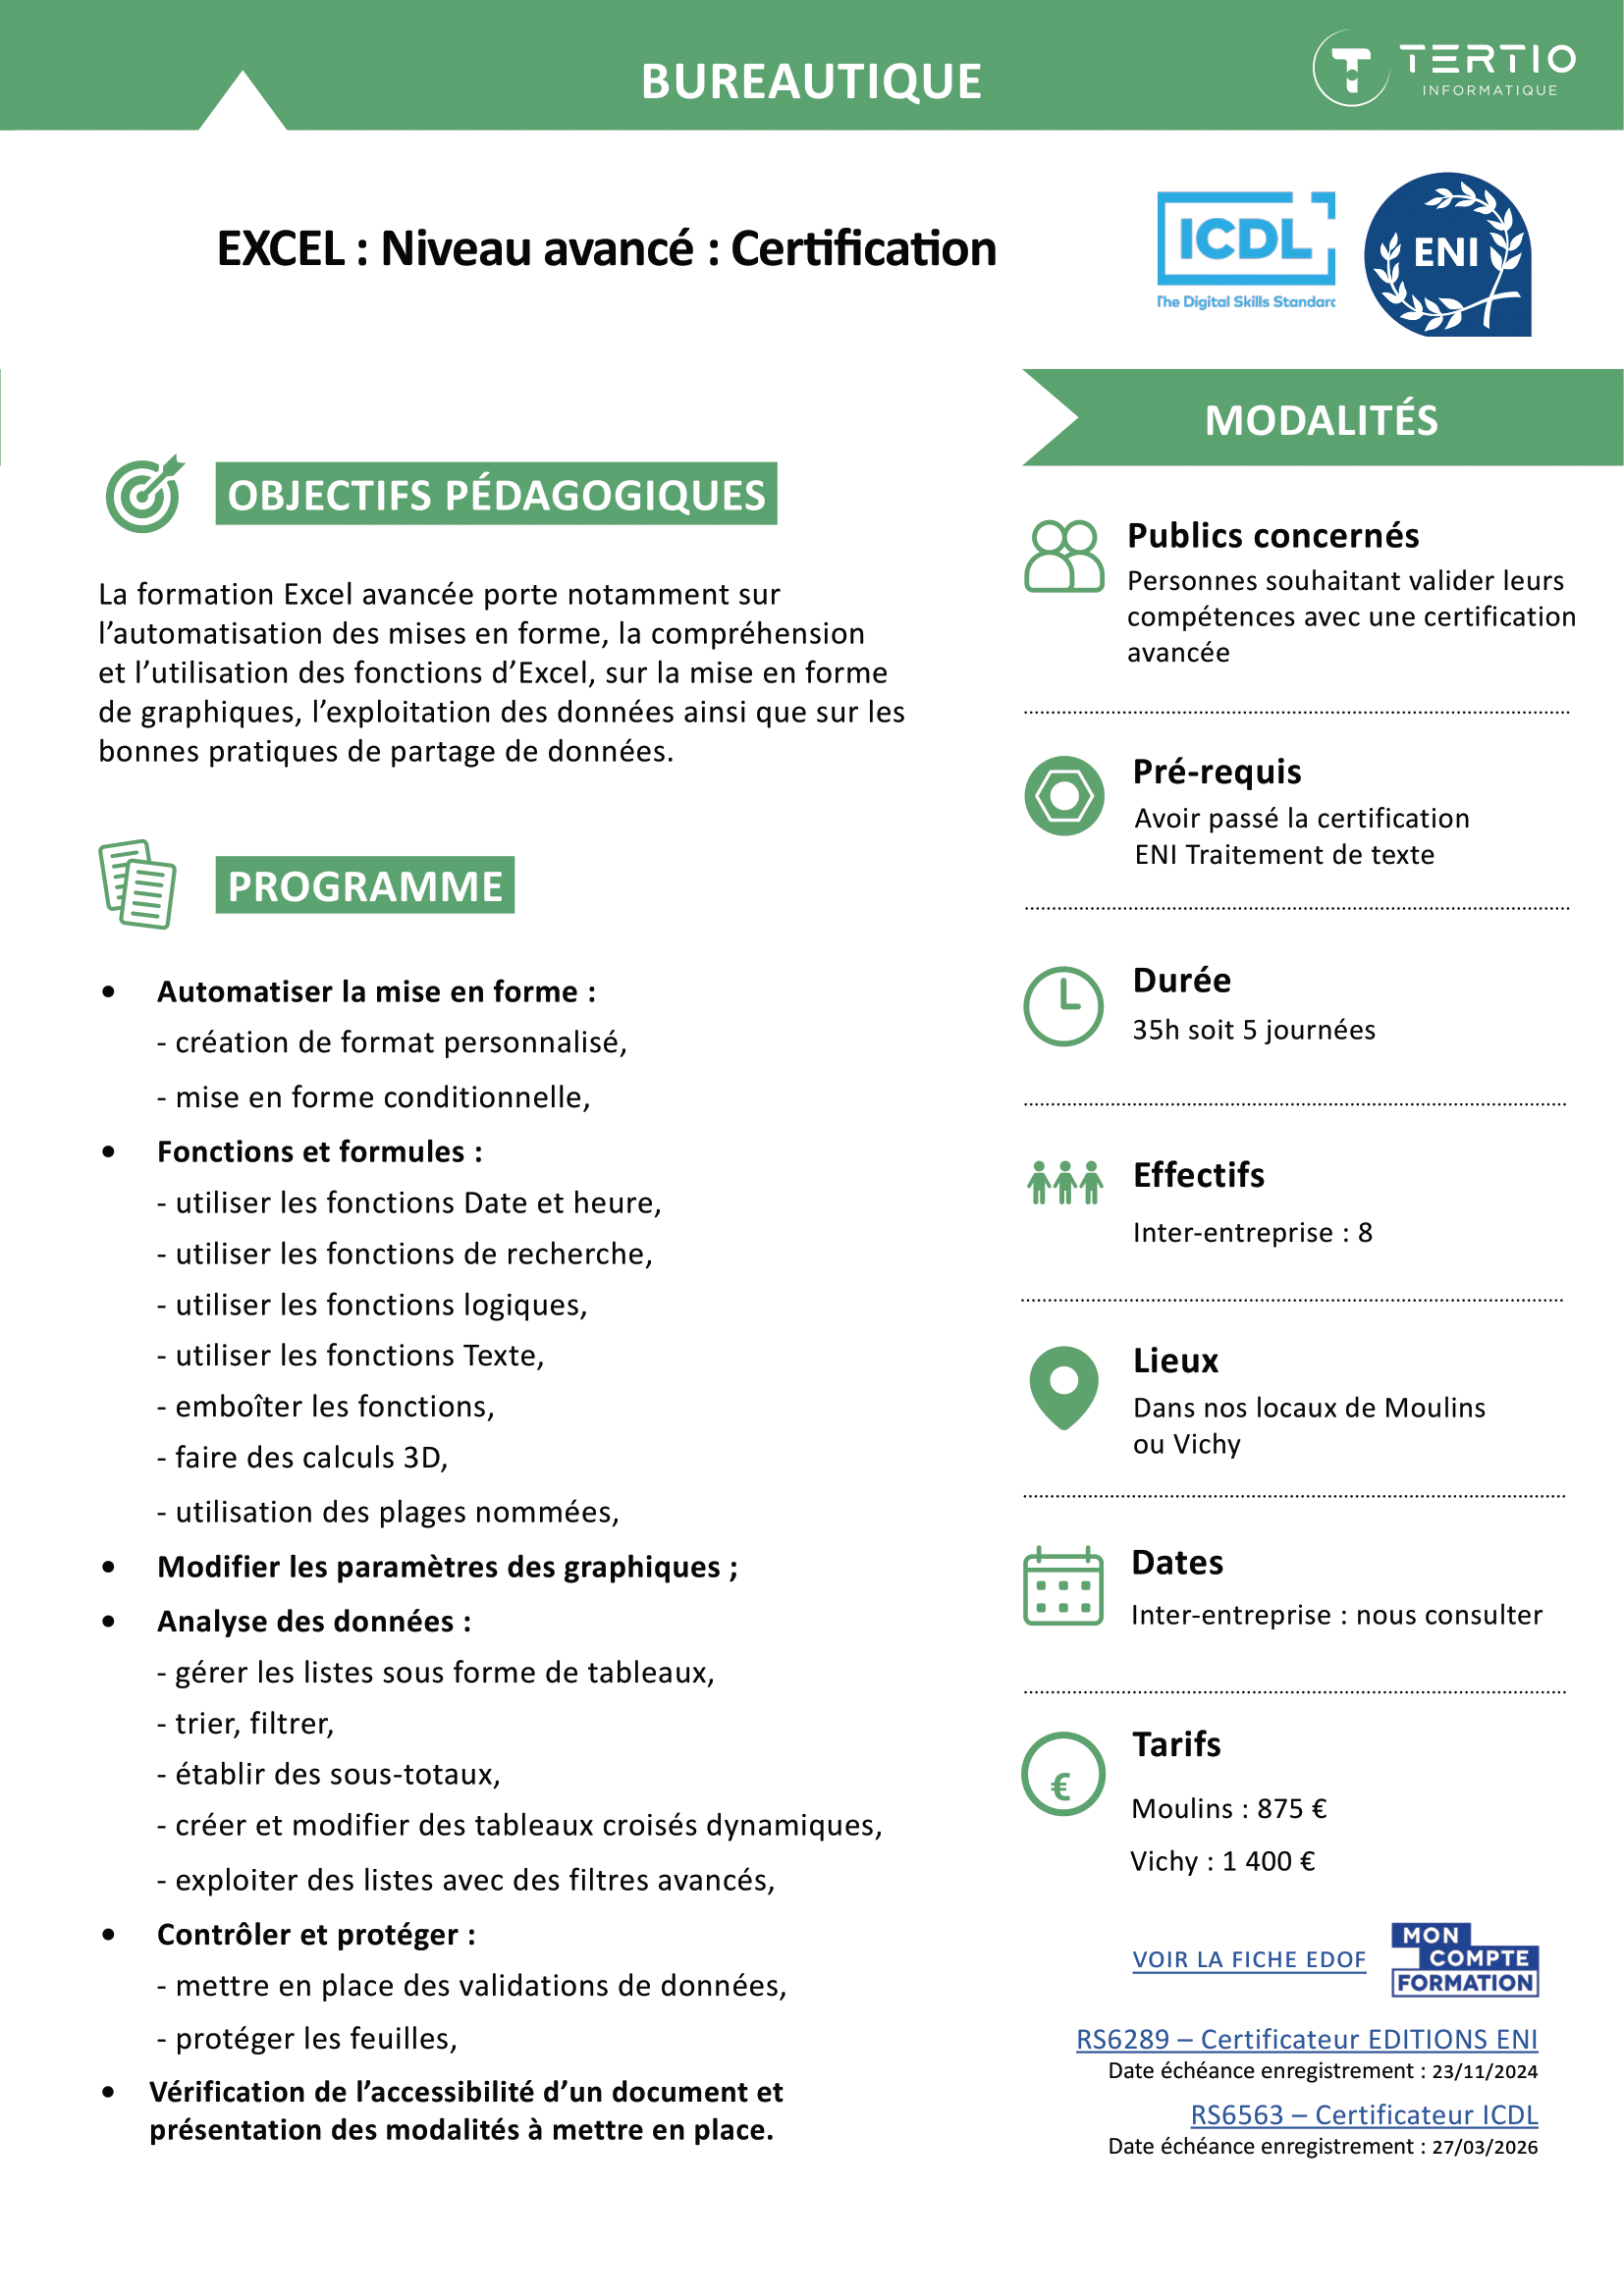 BUREAUTIQUE
TERTIO
INFORMATIQUE
EXCEL : Niveau avancé : Certification
ICDL
The Digital Skills Standard
ENI
OBJECTIFS PÉDAGOGIQUES
La formation Excel avancée porte notamment sur
l’automatisation des mises en forme, la compréhension
et l’utilisation des fonctions d’Excel, sur la mise en forme
de graphiques, l’exploitation des données ainsi que sur les
bonnes pratiques de partage de données.
PROGRAMME
• Automatiser la mise en forme :
- création de format personnalisé,
- mise en forme conditionnelle,
• Fonctions et formules :
- utiliser les fonctions Date et heure,
- utiliser les fonctions de recherche,
- utiliser les fonctions logiques,
- utiliser les fonctions Texte,
- emboîter les fonctions,
- faire des calculs 3D,
- utilisation des plages nommées,
• Modifier les paramètres des graphiques ;
• Analyse des données :
- gérer les listes sous forme de tableaux,
- trier, filtrer,
- établir des sous-totaux,
- créer et modifier des tableaux croisés dynamiques,
- exploiter des listes avec des filtres avancés,
• Contrôler et protéger :
- mettre en place des validations de données,
- protéger les feuilles,
• Vérification de l’accessibilité d’un document et
présentation des modalités à mettre en place.
MODALITÉS
Publics concernés
Personnes souhaitant valider leurs
compétences avec une certification
avancée
Pré-requis
Avoir passé la certification
ENI Traitement de texte
Durée
35h soit 5 journées
Effectifs
Inter-entreprise : 8
Lieux
Dans nos locaux de Moulins
ou Vichy
Dates
Inter-entreprise : nous consulter
Tarifs
€
Moulins : 875 €
Vichy : 1 400 €
VOIR LA FICHE EDOF
MON
COMPTE
FORMATION
RS6289 – Certificateur EDITIONS ENI
Date échéance enregistrement : 23/11/2024
RS6563 – Certificateur ICDL
Date échéance enregistrement : 27/03/2026